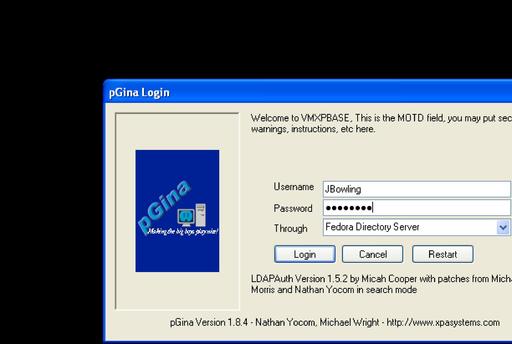 pGina Login
Welcome to VMXPBASE, This is the MOTD field, you may put sec
warnings, instructions, etc here.
pGina
Making the big boys play nice!
Username JBowling
Password ●●●●●●●●
Through Fedora Directory Server
Login Cancel Restart
LDAPAuth Version 1.5.2 by Micah Cooper with patches from Micha
Morris and Nathan Yocom in search mode
pGina Version 1.8.4 - Nathan Yocom, Michael Wright - http://www.xpasystems.com